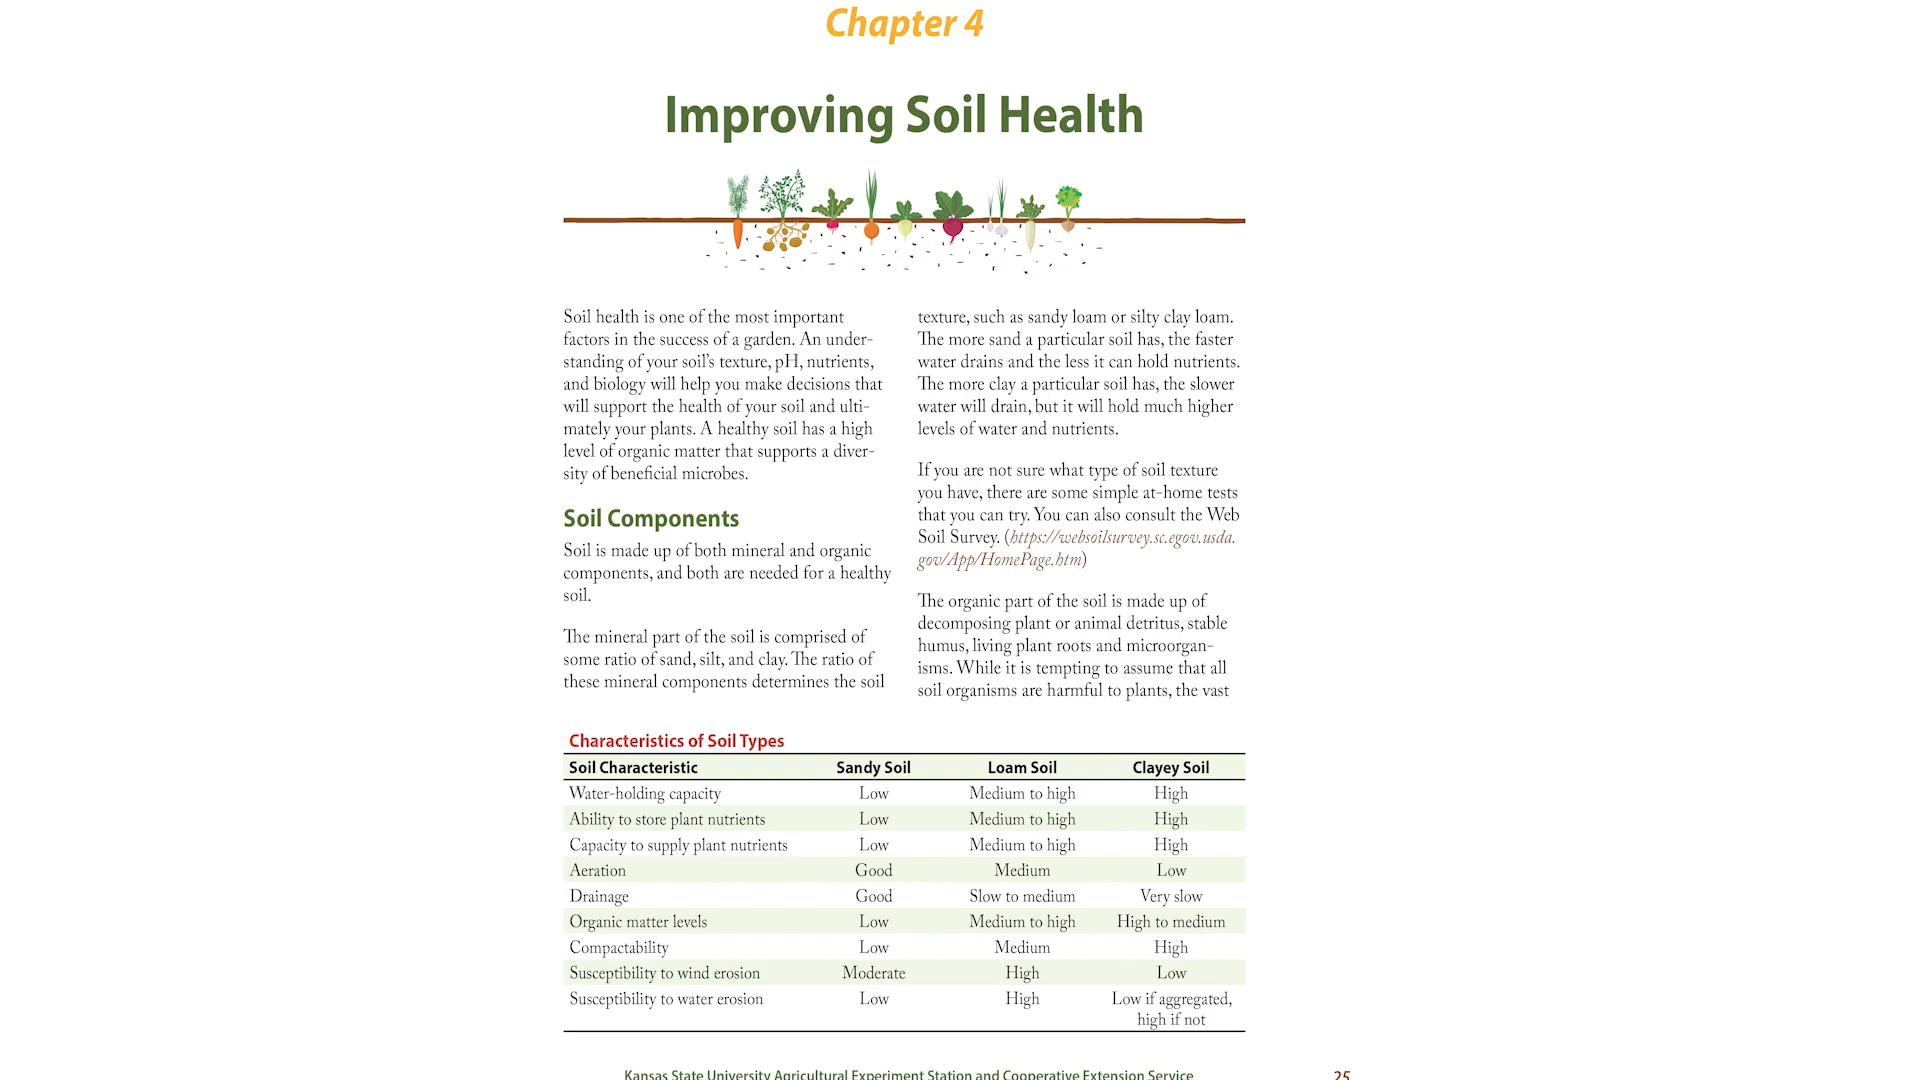 Chapter 4
Improving Soil Health
Soil health is one of the most important
factors in the success of a garden. An under-
standing of your soil's texture, pH, nutrients,
and biology will help you make decisions that
will support the health of your soil and ulti-
mately your plants. A healthy soil has a high
level of organic matter that supports a diver-
sity of beneficial microbes.
Soil Components
Soil is made up of both mineral and organic
components, and both are needed for a healthy
soil.
The mineral part of the soil is comprised of
some ratio of sand, silt, and clay. The ratio of
these mineral components determines the soil
texture, such as sandy loam or silty clay loam.
The more sand a particular soil has, the faster
water drains and the less it can hold nutrients.
The more clay a particular soil has, the slower
water will drain, but it will hold much higher
levels of water and nutrients.
If you are not sure what type of soil texture
you have, there are some simple at-home tests
that you can try. You can also consult the Web
Soil Survey. (https://websoilsurvey.sc.egov.usda.
gov/App/HomePage.htm)
The organic part of the soil is made up of
decomposing plant or animal detritus, stable
humus, living plant roots and microorgan-
isms. While it is tempting to assume that all
soil organisms are harmful to plants, the vast
Characteristics of Soil Types
Soil Characteristic Sandy Soil Loam Soil Clayey Soil
Water-holding capacity Low Medium to high High
Ability to store plant nutrients Low Medium to high High
Capacity to supply plant nutrients Low Medium to high High
Aeration Good Medium Low
Drainage Good Slow to medium Very slow
Organic matter levels Low Medium to high High to medium
Compactability Low Medium High
Susceptibility to wind erosion Moderate High Low
Susceptibility to water erosion Low High Low if aggregated,
high if not
Kansas State University Agricultural Experiment Station and Cooperative Extension Service 25